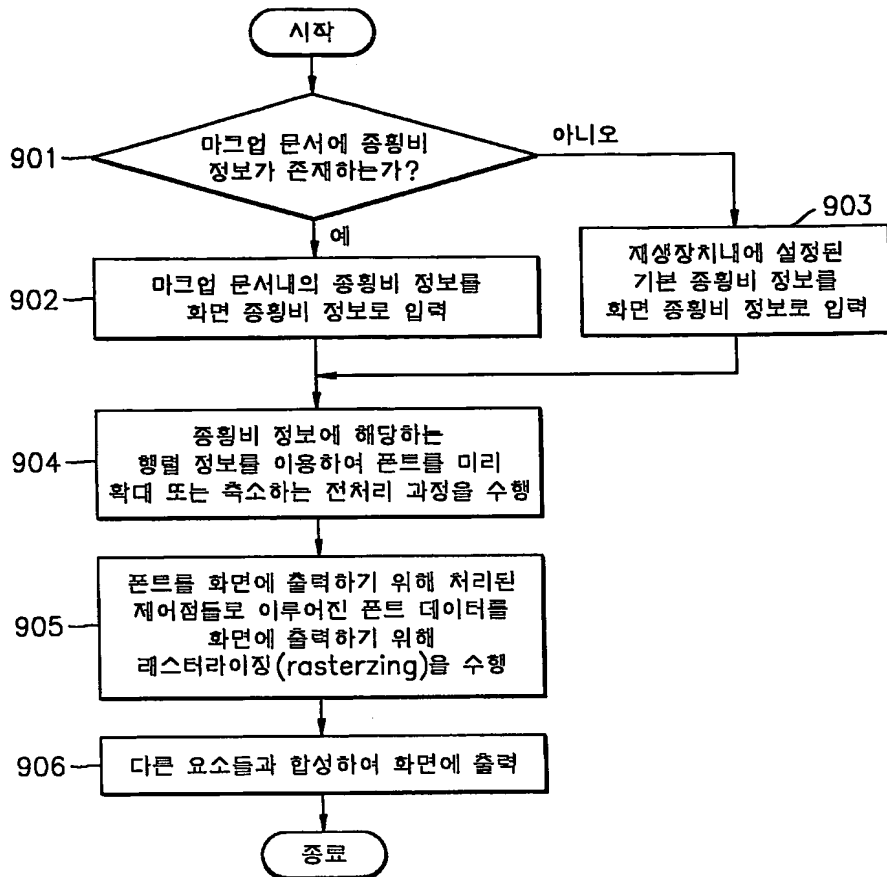 시작
901
마크업 문서에 종횡비
정보가 존재하는가?
아니오
예
902
마크업 문서내의 종횡비 정보를
화면 종횡비 정보로 입력
903
재생장치내에 설정된
기본 종횡비 정보를
화면 종횡비 정보로 입력
904
종횡비 정보에 해당하는
행렬 정보를 이용하여 폰트를 미리
확대 또는 축소하는 전처리 과정을 수행
905
폰트를 화면에 출력하기 위해 처리된
제어점들로 이루어진 폰트 데이터를
화면에 출력하기 위해
래스터라이징(rasterzing)을 수행
906
다른 요소들과 합성하여 화면에 출력
종료